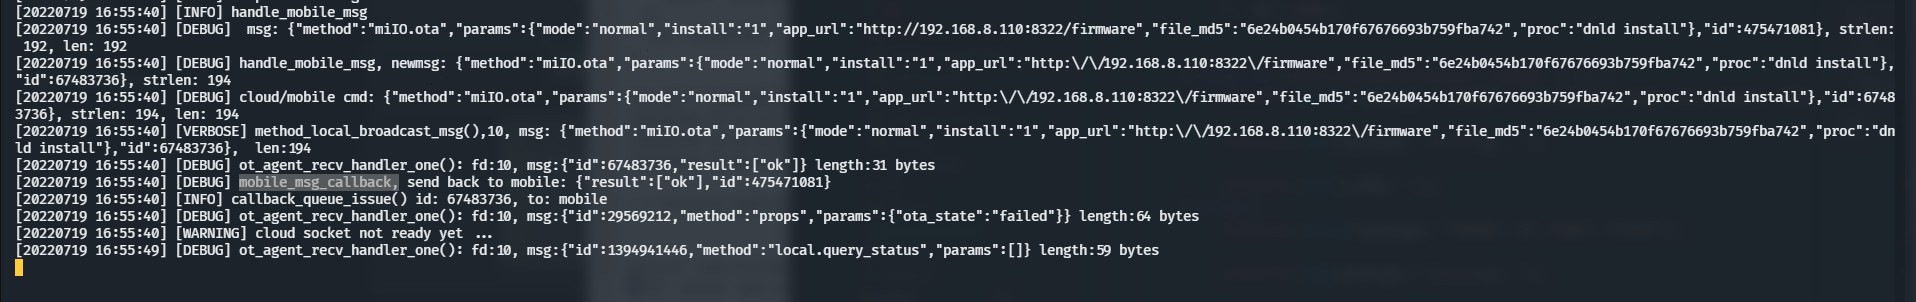 [20220719 16:55:40] [INFO] handle_mobile_msg
[20220719 16:55:40] [DEBUG]  msg: {"method":"miIO.ota","params":{"mode":"normal","install":"1","app_url":"http://192.168.8.110:8322/firmware","file_md5":"6e24b0454b170f67676693b759fba742","proc":"dnld install"},"id":475471081}, strlen:
 192, len: 192
[20220719 16:55:40] [DEBUG] handle_mobile_msg, newmsg: {"method":"miIO.ota","params":{"mode":"normal","install":"1","app_url":"http:\/\/192.168.8.110:8322\/firmware","file_md5":"6e24b0454b170f67676693b759fba742","proc":"dnld install"},
"id":67483736}, strlen: 194
[20220719 16:55:40] [DEBUG] cloud/mobile cmd: {"method":"miIO.ota","params":{"mode":"normal","install":"1","app_url":"http:\/\/192.168.8.110:8322\/firmware","file_md5":"6e24b0454b170f67676693b759fba742","proc":"dnld install"},"id":6748
3736}, strlen: 194, len: 194
[20220719 16:55:40] [VERBOSE] method_local_broadcast_msg(),10, msg: {"method":"miIO.ota","params":{"mode":"normal","install":"1","app_url":"http:\/\/192.168.8.110:8322\/firmware","file_md5":"6e24b0454b170f67676693b759fba742","proc":"dn
ld install"},"id":67483736},  len:194
[20220719 16:55:40] [DEBUG] ot_agent_recv_handler_one(): fd:10, msg:{"id":67483736,"result":["ok"]} length:31 bytes
[20220719 16:55:40] [DEBUG] mobile_msg_callback, send back to mobile: {"result":["ok"],"id":475471081}
[20220719 16:55:40] [INFO] callback_queue_issue() id: 67483736, to: mobile
[20220719 16:55:40] [DEBUG] ot_agent_recv_handler_one(): fd:10, msg:{"id":29569212,"method":"props","params":{"ota_state":"failed"}} length:64 bytes
[20220719 16:55:40] [WARNING] cloud socket not ready yet ...
[20220719 16:55:49] [DEBUG] ot_agent_recv_handler_one(): fd:10, msg:{"id":1394941446,"method":"local.query_status","params":[]} length:59 bytes